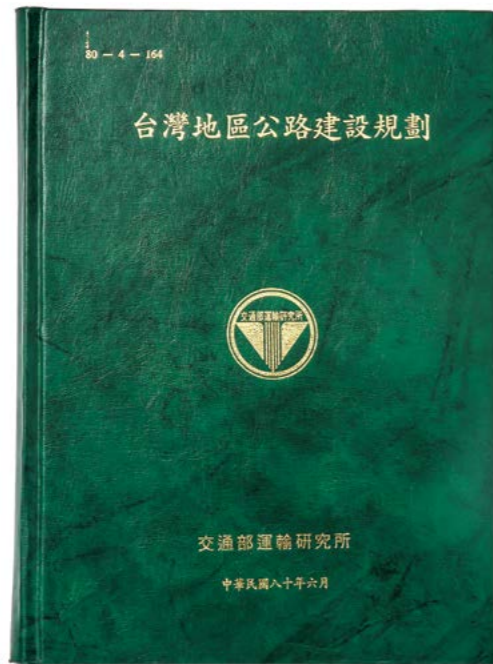 80 — 4 — 164
台灣地區公路建設規劃
交通部運輸研究所
交通部運輸研究所
中華民國八十年六月